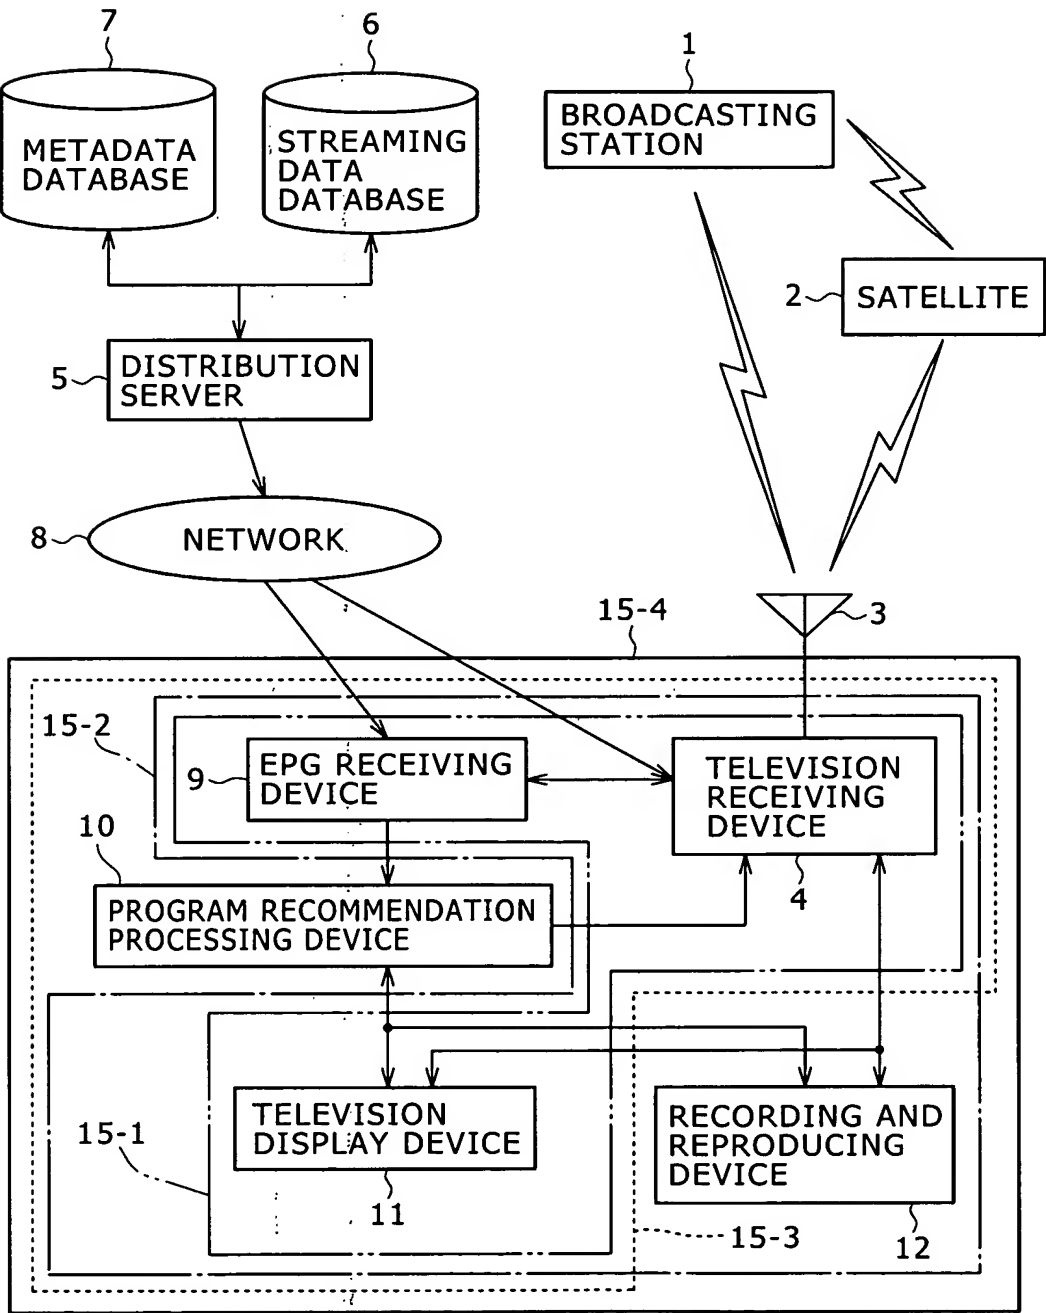 7
6
1
METADATA
DATABASE
STREAMING
DATA
DATABASE
BROADCASTING
STATION
2
SATELLITE
5
DISTRIBUTION
SERVER
8
NETWORK
3
15-4
15-2
9
EPG RECEIVING
DEVICE
TELEVISION
RECEIVING
DEVICE
4
10
PROGRAM RECOMMENDATION
PROCESSING DEVICE
15-1
TELEVISION
DISPLAY DEVICE
11
RECORDING AND
REPRODUCING
DEVICE
12
15-3